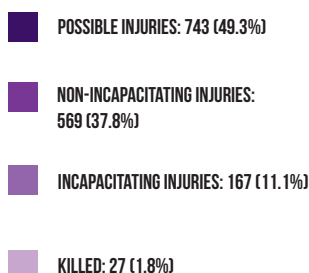 POSSIBLE INJURIES: 743 (49.3%)
NON-INCAPACITATING INJURIES:
569 (37.8%)
INCAPACITATING INJURIES: 167 (11.1%)
KILLED: 27 (1.8%)